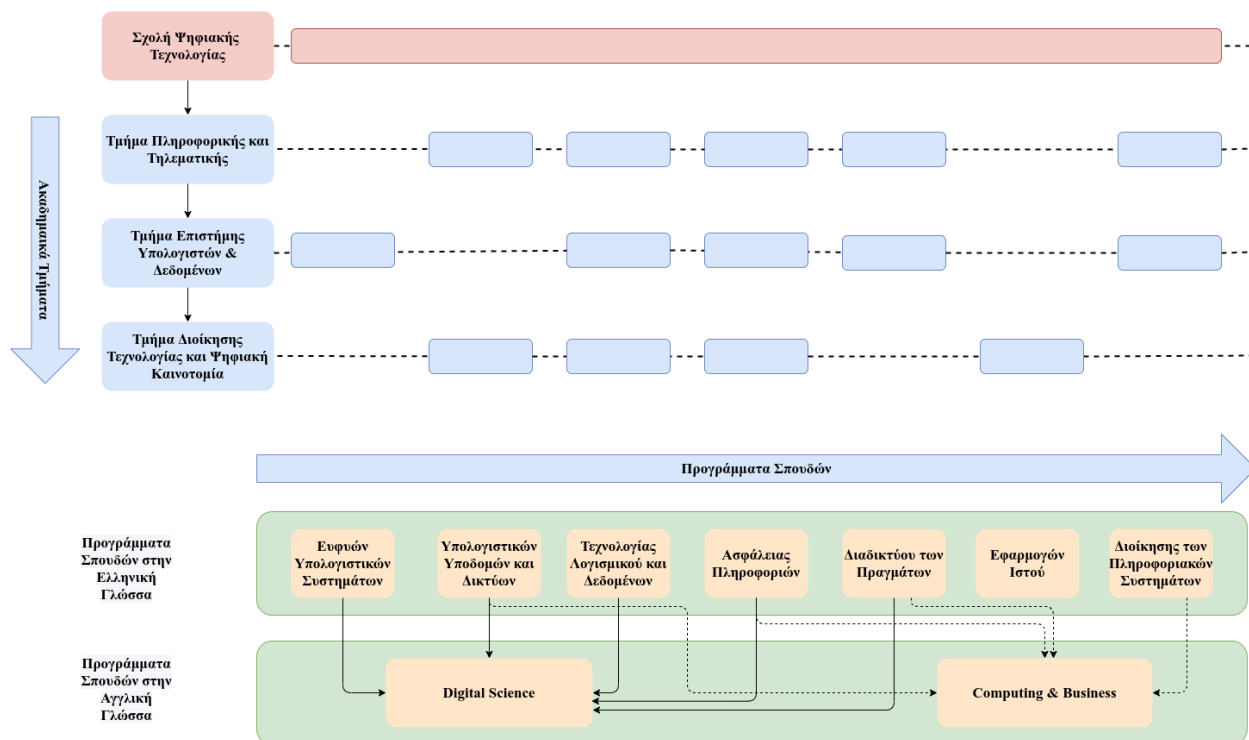 Σχολή Ψηφιακής
Τεχνολογίας
Τμήμα Πληροφορικής και
Τηλεματικής
Ακαδημαικά Τμήματα
Τμήμα Επιστήμης
Υπολογιστών &
Δεδομένων
Τμήμα Διοίκησης
Τεχνολογίας και Ψηφιακή
Καινοτομία
Προγράμματα Σπουδών
Προγράμματα
Σπουδών στην
Ελληνική
Γλώσσα
Ευφυών
Υπολογιστικών
Συστημάτων
Υπολογιστικών
Υποδομών και
Δικτύων
Τεχνολογίας
Λογισμικού και
Δεδομένων
Ασφάλειας
Πληροφοριών
Διαδικτύου των
Πραγμάτων
Εφαρμογών
Ιστού
Διοίκησης των
Πληροφοριακών
Συστημάτων
Προγράμματα
Σπουδών στην
Αγγλική
Γλώσσα
Digital Science
Computing & Business